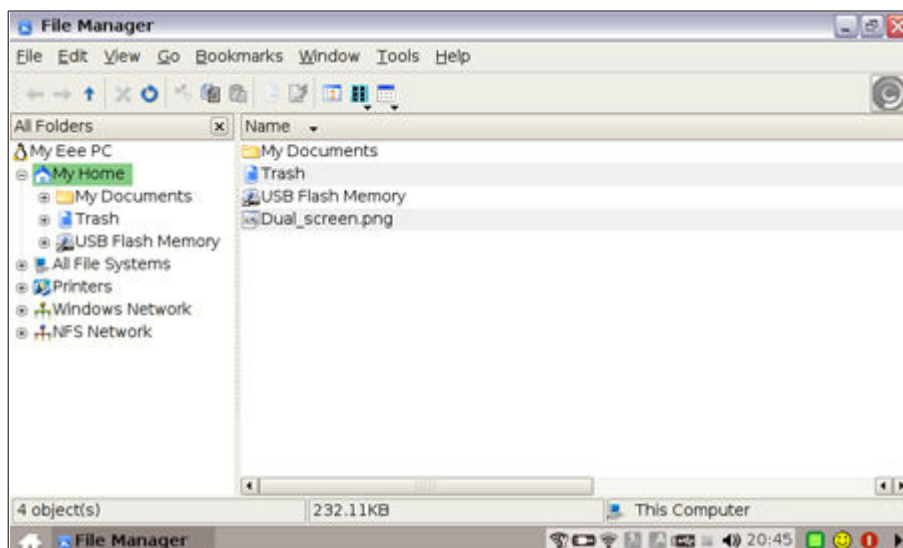 File Manager
File Edit View Go Bookmarks Window Tools Help
All Folders
My Eee PC
My Home
My Documents
Trash
USB Flash Memory
All File Systems
Printers
Windows Network
NFS Network
Name
My Documents
Trash
USB Flash Memory
Dual_screen.png
4 object(s) 232.11KB This Computer
File Manager 20:45